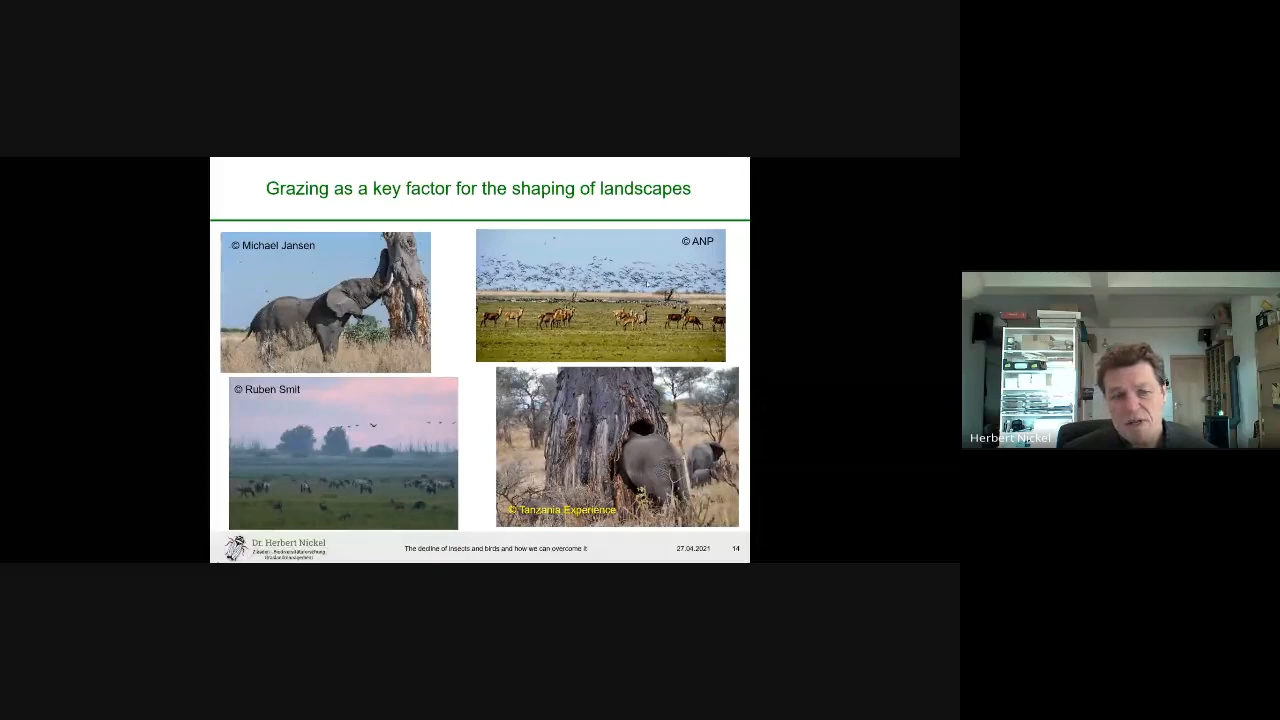 Grazing as a key factor for the shaping of landscapes
© Michael Jansen
© ANP
© Ruben Smit
© Tanzania Experience
Dr. Herbert Nickel
Zikaden - Biodiversitätsforschung
Graslandmanagement
The decline of insects and birds and how we can overcome it
27.04.2021
14
Herbert Nickel